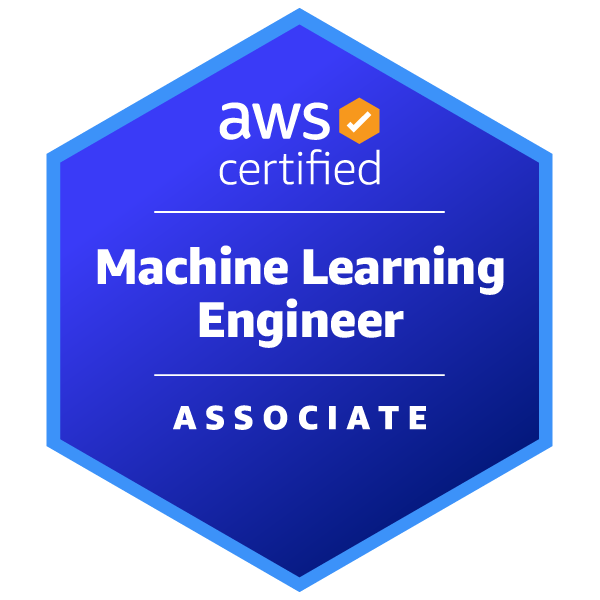 aws
certified
Machine Learning
Engineer
ASSOCIATE